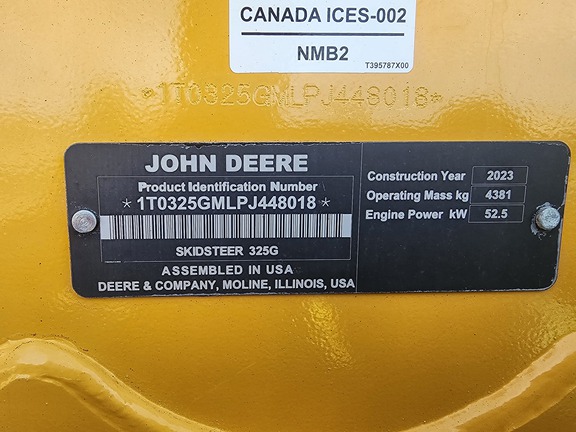 CANADA ICES-002
NMB2
T395787X00
*1T0325GMLPJ448018*
JOHN DEERE
Product Identification Number
*1T0325GMLPJ448018*
SKIDSTEER 325G
ASSEMBLED IN USA
DEERE & COMPANY, MOLINE, ILLINOIS, USA
Construction Year 2023
Operating Mass kg 4381
Engine Power kW 52.5